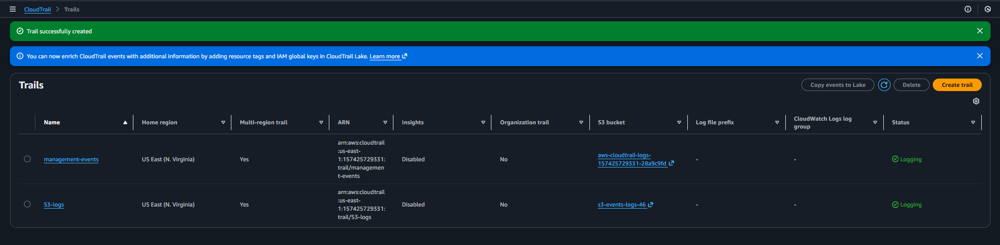 CloudTrail > Trails
Trail successfully created
You can now enrich CloudTrail events with additional information by adding resource tags and IAM global keys in CloudTrail Lake. Learn more
Trails
Copy events to Lake
Delete
Create trail
Name
Home region
Multi-region trail
ARN
Insights
Organization trail
S3 bucket
Log file prefix
CloudWatch Logs log
group
Status
management-events
US East (N. Virginia)
Yes
arn:aws:cloudtrail
:us-east-
1:157425729331:
trail/managemen
t-events
Disabled
No
aws-cloudtrail-logs-
157425729331-28a9c9fd
-
-
Logging
S3-logs
US East (N. Virginia)
Yes
arn:aws:cloudtrail
:us-east-
1:157425729331:
trail/S3-logs
Disabled
No
s3-events-logs-46
-
-
Logging